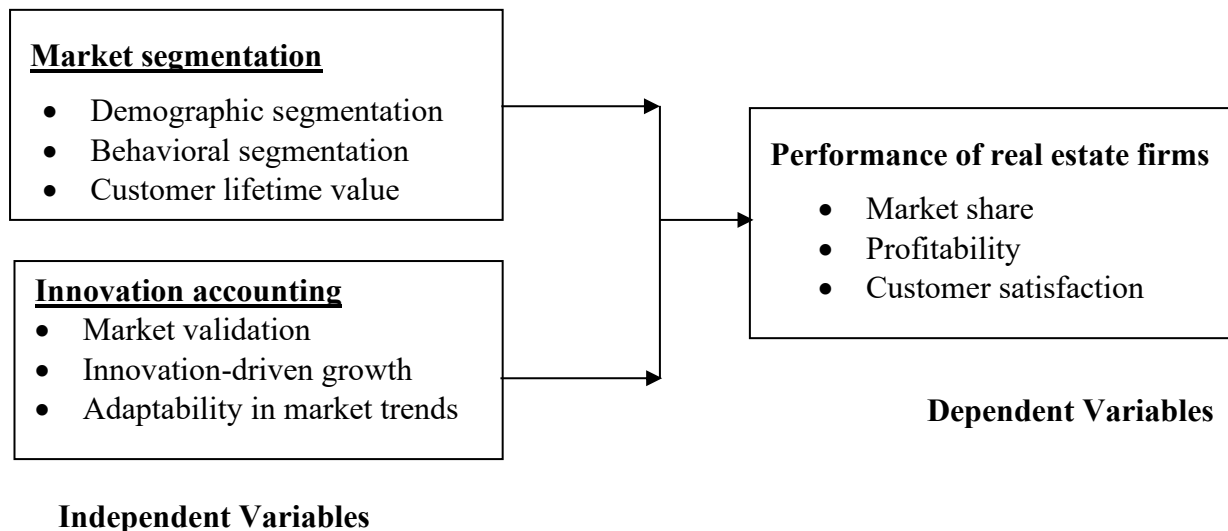 Market segmentation
• Demographic segmentation
• Behavioral segmentation
• Customer lifetime value
Innovation accounting
• Market validation
• Innovation-driven growth
• Adaptability in market trends
Independent Variables
Performance of real estate firms
• Market share
• Profitability
• Customer satisfaction
Dependent Variables